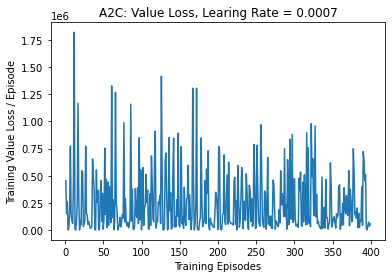 A2C: Value Loss, Learing Rate = 0.0007
1e6
1.75
1.50
1.25
1.00
0.75
0.50
0.25
0.00
Training Value Loss / Episode
0 50 100 150 200 250 300 350 400
Training Episodes